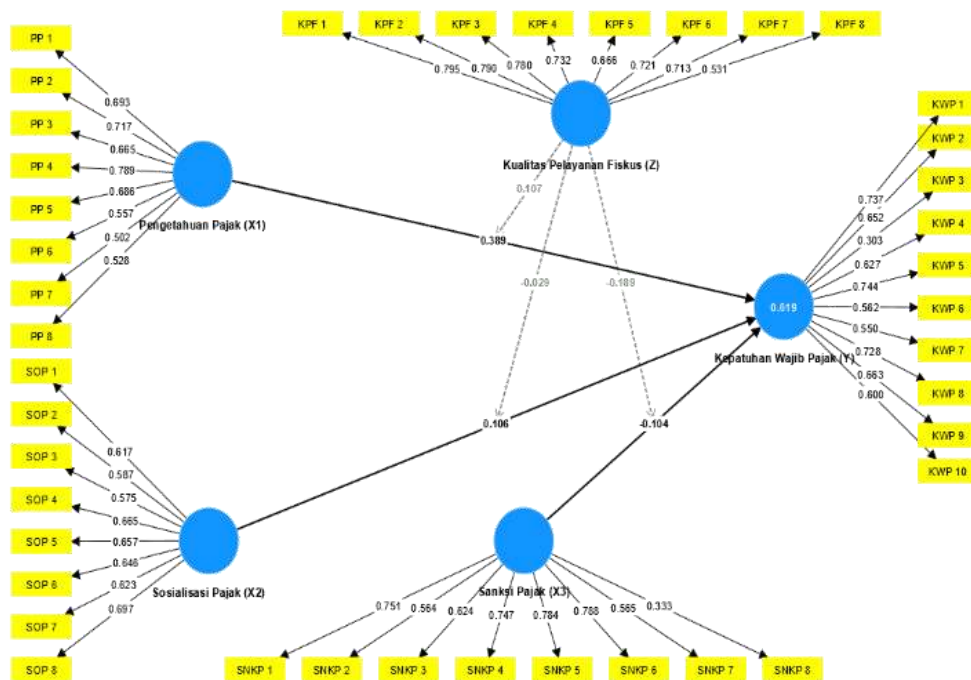 KPF 1
KPF 2
KPF 3
KPF 4
KPF 5
KPF 6
KPF 7
KPF 8
0.795
0.790
0.780
0.732
0.666
0.721
0.713
0.531
Kualitas Pelayanan Fiskus (Z)
PP 1
PP 2
PP 3
PP 4
PP 5
PP 6
PP 7
PP 8
0.693
0.717
0.665
0.789
0.686
0.557
0.502
0.528
Pengetahuan Pajak (X1)
0.107
0.389
-0.029
-0.189
0.106
-0.104
KWP 1
KWP 2
KWP 3
KWP 4
KWP 5
KWP 6
KWP 7
KWP 8
KWP 9
KWP 10
0.737
0.652
0.303
0.627
0.744
0.562
0.550
0.728
0.663
0.600
0.619
Kepatuhan Wajib Pajak (Y)
SOP 1
SOP 2
SOP 3
SOP 4
SOP 5
SOP 6
SOP 7
SOP 8
0.617
0.587
0.575
0.665
0.657
0.646
0.623
0.697
Sosialisasi Pajak (X2)
Sanksi Pajak (X3)
0.751
0.564
0.624
0.747
0.784
0.788
0.565
0.333
SNKP 1
SNKP 2
SNKP 3
SNKP 4
SNKP 5
SNKP 6
SNKP 7
SNKP 8